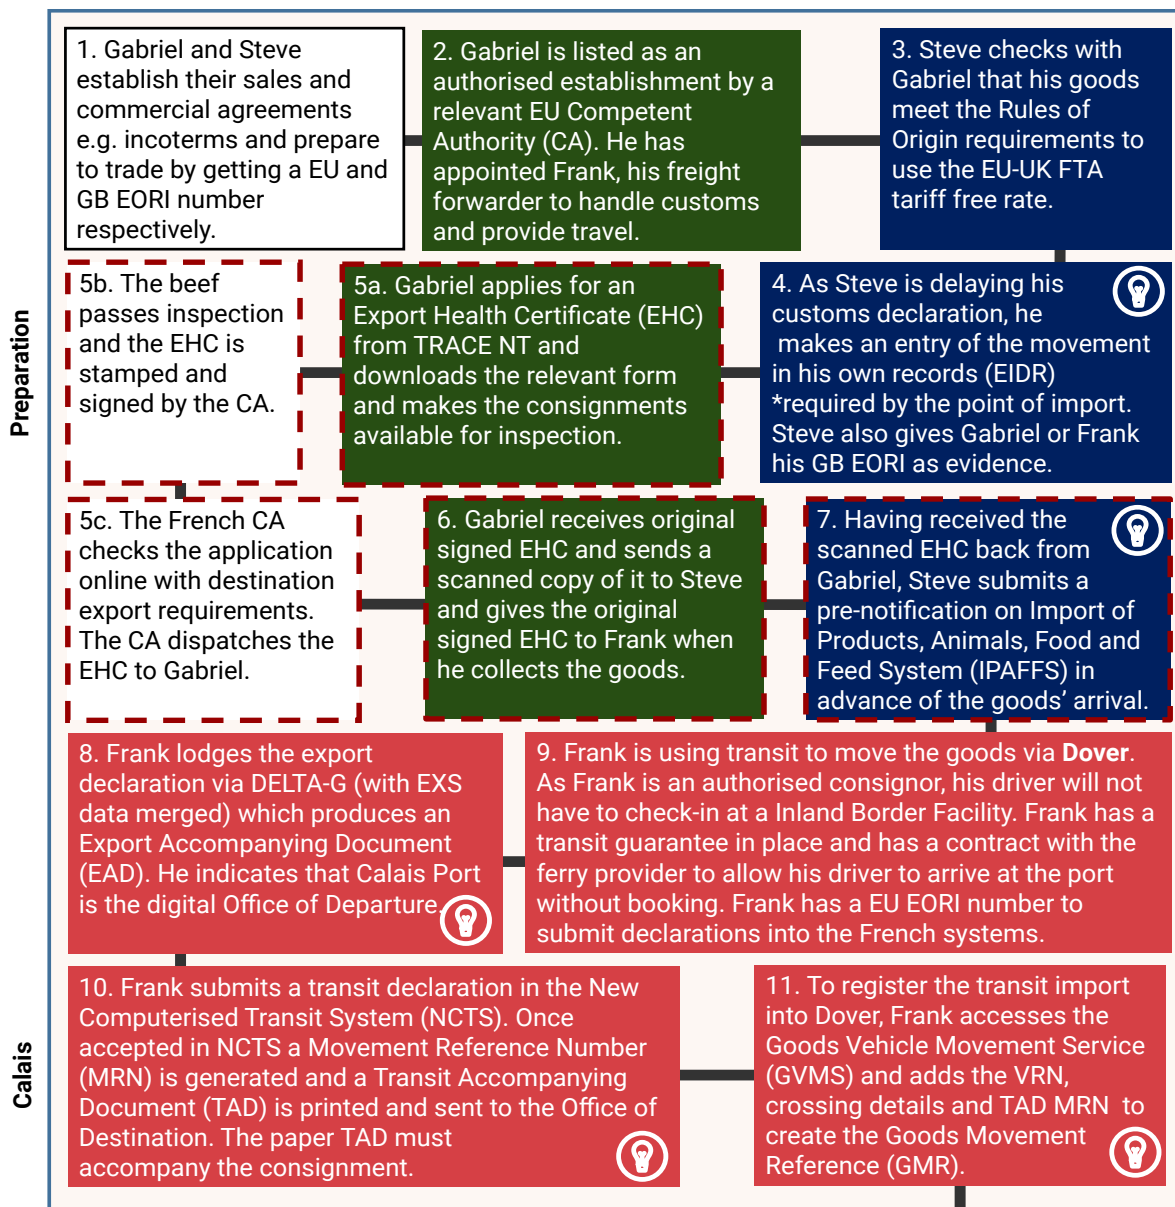 1. Gabriel and Steve
establish their sales and
commercial agreements
e.g. incoterms and prepare
to trade by getting a EU and
GB EORI number
respectively.
2. Gabriel is listed as an
authorised establishment by a
relevant EU Competent
Authority (CA). He has
appointed Frank, his freight
forwarder to handle customs
and provide travel.
3. Steve checks with
Gabriel that his goods
meet the Rules of
Origin requirements to
use the EU-UK FTA
tariff free rate.
Preparation
4. As Steve is delaying his
customs declaration, he
makes an entry of the movement
in his own records (EIDR)
*required by the point of import.
Steve also gives Gabriel or Frank
his GB EORI as evidence.
5a. Gabriel applies for an
Export Health Certificate (EHC)
from TRACE NT and
downloads the relevant form
and makes the consignments
available for inspection.
5b. The beef
passes inspection
and the EHC is
stamped and
signed by the CA.
5c. The French CA
checks the application
online with destination
export requirements.
The CA dispatches the
EHC to Gabriel.
6. Gabriel receives original
signed EHC and sends a
scanned copy of it to Steve
and gives the original
signed EHC to Frank when
he collects the goods.
7. Having received the
scanned EHC back from
Gabriel, Steve submits a
pre-notification on Import of
Products, Animals, Food and
Feed System (IPAFFS) in
advance of the goods' arrival.
8. Frank lodges the export
declaration via DELTA-G (with EXS
data merged) which produces an
Export Accompanying Document
(EAD). He indicates that Calais Port
is the digital Office of Departure.
9. Frank is using transit to move the goods via Dover.
As Frank is an authorised consignor, his driver will not
have to check-in at a Inland Border Facility. Frank has a
transit guarantee in place and has a contract with the
ferry provider to allow his driver to arrive at the port
without booking. Frank has a EU EORI number to
submit declarations into the French systems.
Calais
10. Frank submits a transit declaration in the New
Computerised Transit System (NCTS). Once
accepted in NCTS a Movement Reference Number
(MRN) is generated and a Transit Accompanying
Document (TAD) is printed and sent to the Office of
Destination. The paper TAD must
accompany the consignment.
11. To register the transit import
into Dover, Frank accesses the
Goods Vehicle Movement Service
(GVMS) and adds the VRN,
crossing details and TAD MRN to
create the Goods Movement
Reference (GMR).